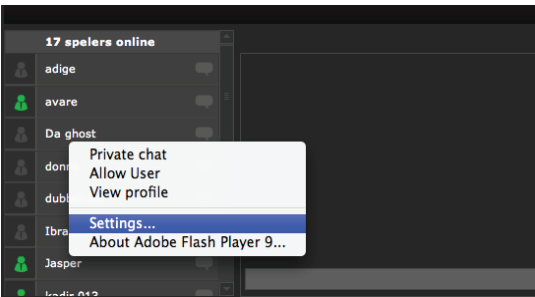 17 spelers online
adige
avare
Da ghost
Private chat
Allow User
View profile
Settings...
About Adobe Flash Player 9...
Jasper